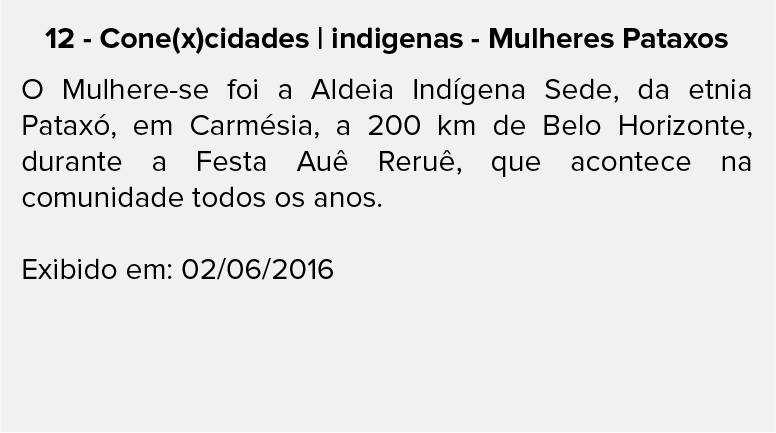 12 - Cone(x)cidades | indigenas - Mulheres Pataxos
O Mulhere-se foi a Aldeia Indígena Sede, da etnia
Pataxó, em Carmésia, a 200 km de Belo Horizonte,
durante a Festa Auê Reruê, que acontece na
comunidade todos os anos.
Exibido em: 02/06/2016